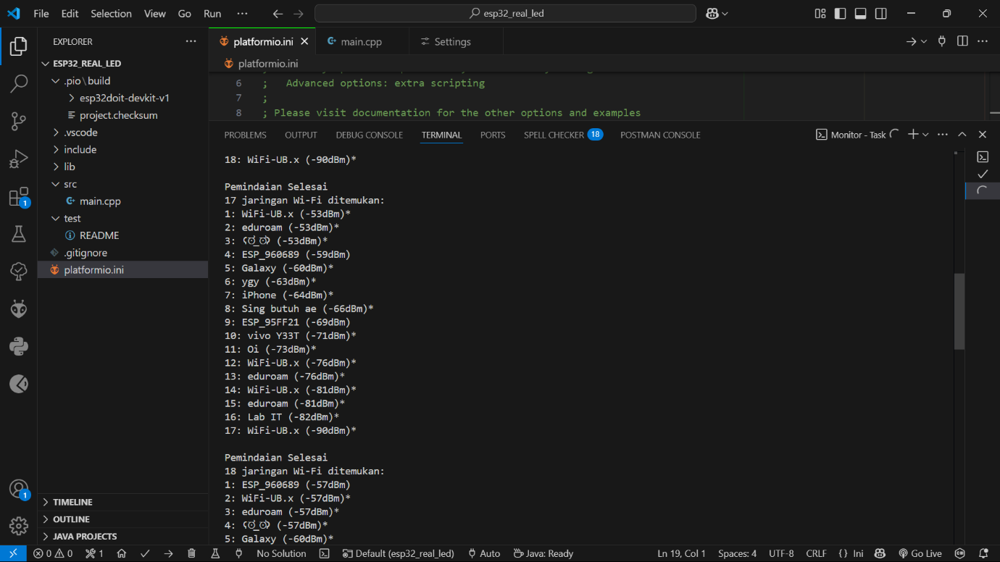 File Edit Selection View Go Run ··· esp32_real_led
EXPLORER ···
ESP32_REAL_LED
.pio\build
esp32doit-devkit-v1
project.checksum
.vscode
include
lib
src
main.cpp
test
README
.gitignore
platformio.ini
TIMELINE
OUTLINE
JAVA PROJECTS
1
1
platformio.ini main.cpp Settings
platformio.ini
6 ;   Advanced options: extra scripting
7 ;
8 ; Please visit documentation for the other options and examples
PROBLEMS OUTPUT DEBUG CONSOLE TERMINAL PORTS SPELL CHECKER 18 POSTMAN CONSOLE Monitor - Task
18: WiFi-UB.x (-90dBm)*
Pemindaian Selesai
17 jaringan Wi-Fi ditemukan:
1: WiFi-UB.x (-53dBm)*
2: eduroam (-53dBm)*
3: (-53dBm)*
4: ESP_960689 (-59dBm)
5: Galaxy (-60dBm)*
6: ygy (-63dBm)*
7: iPhone (-64dBm)*
8: Sing butuh ae (-66dBm)*
9: ESP_95FF21 (-69dBm)
10: vivo Y33T (-71dBm)*
11: Oi (-73dBm)*
12: WiFi-UB.x (-76dBm)*
13: eduroam (-76dBm)*
14: WiFi-UB.x (-81dBm)*
15: eduroam (-81dBm)*
16: Lab IT (-82dBm)*
17: WiFi-UB.x (-90dBm)*
Pemindaian Selesai
18 jaringan Wi-Fi ditemukan:
1: ESP_960689 (-57dBm)
2: WiFi-UB.x (-57dBm)*
3: eduroam (-57dBm)*
4: (-57dBm)*
5: Galaxy (-60dBm)*
0 0 1 No Solution Default (esp32_real_led) Auto Java: Ready Ln 19, Col 1 Spaces: 4 UTF-8 CRLF {} Ini Go Live